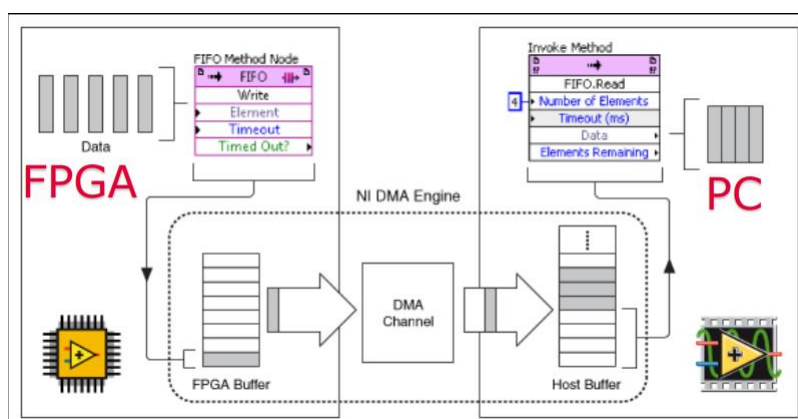 FIFO Method Node
FIFO
Write
Element
Timeout
Timed Out?
Data
FPGA
Invoke Method
FIFO.Read
4
Number of Elements
Timeout (ms)
Data
Elements Remaining
PC
NI DMA Engine
DMA
Channel
FPGA Buffer
Host Buffer